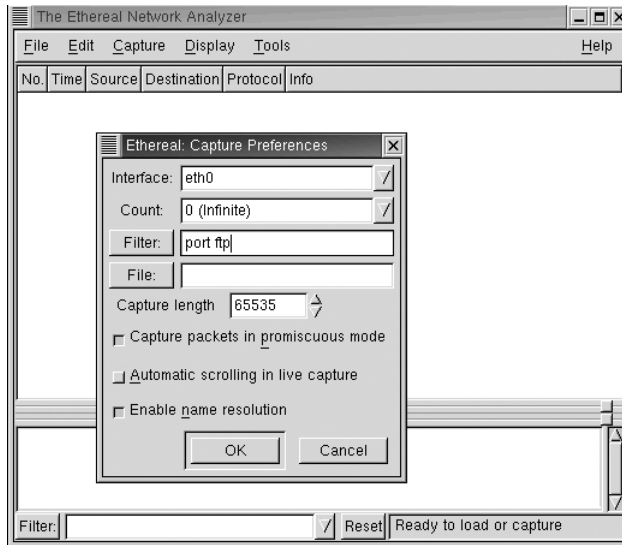 The Ethereal Network Analyzer
File Edit Capture Display Tools Help
No. Time Source Destination Protocol Info
Ethereal: Capture Preferences
Interface: eth0
Count: 0 (Infinite)
Filter: port ftp
File:
Capture length 65535
Capture packets in promiscuous mode
Automatic scrolling in live capture
Enable name resolution
OK Cancel
Filter: Reset Ready to load or capture